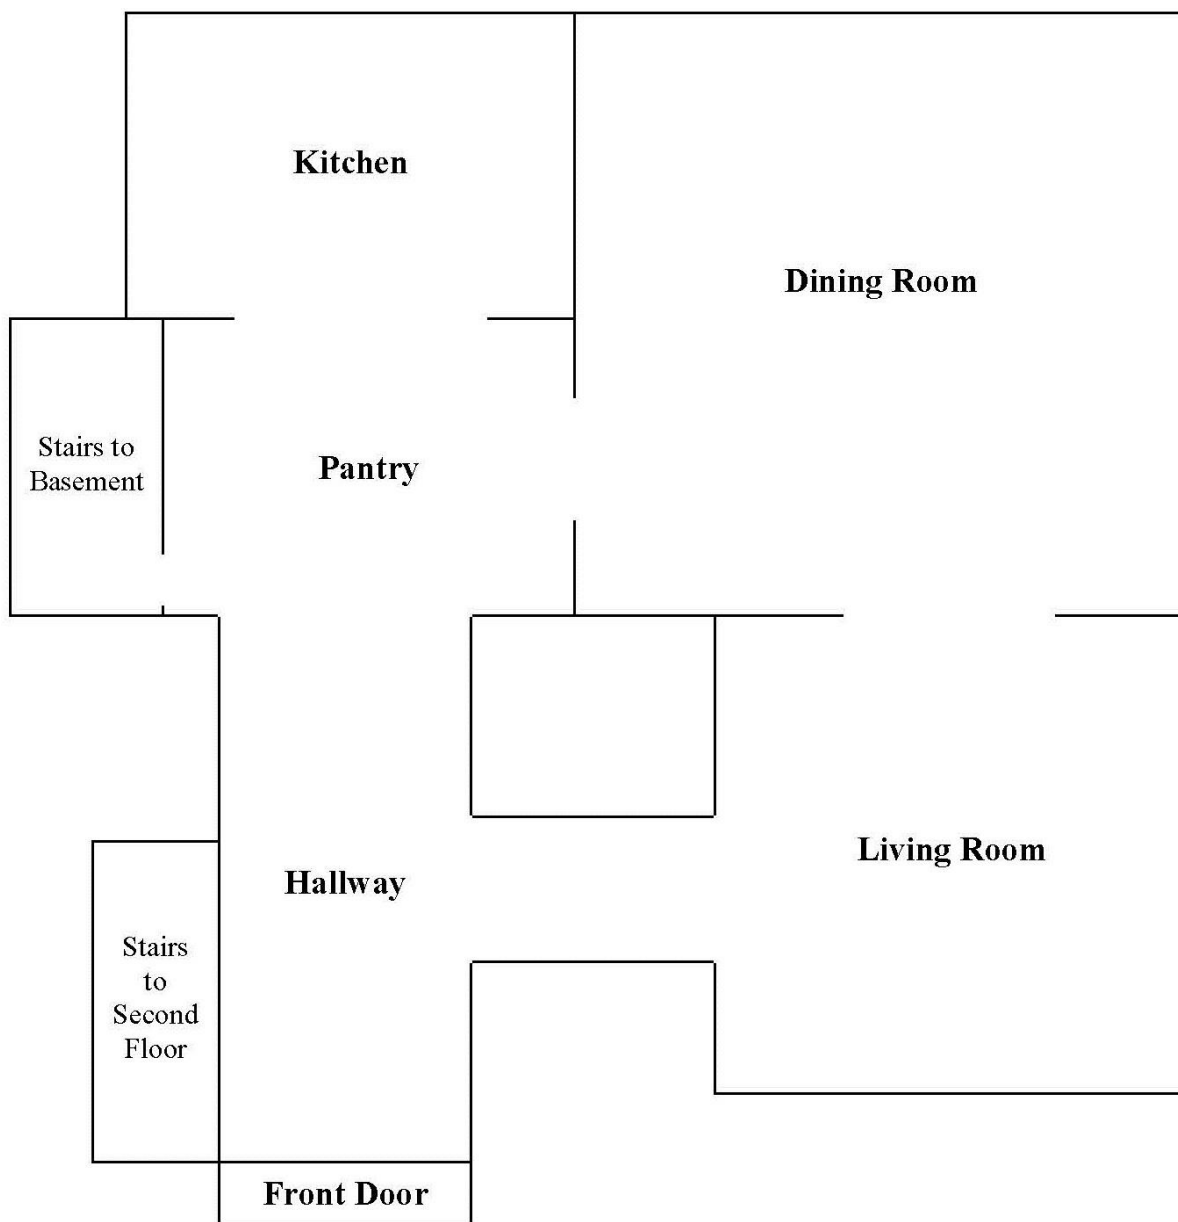 Kitchen
Dining Room
Stairs to
Basement
Pantry
Living Room
Hallway
Stairs
to
Second
Floor
Front Door